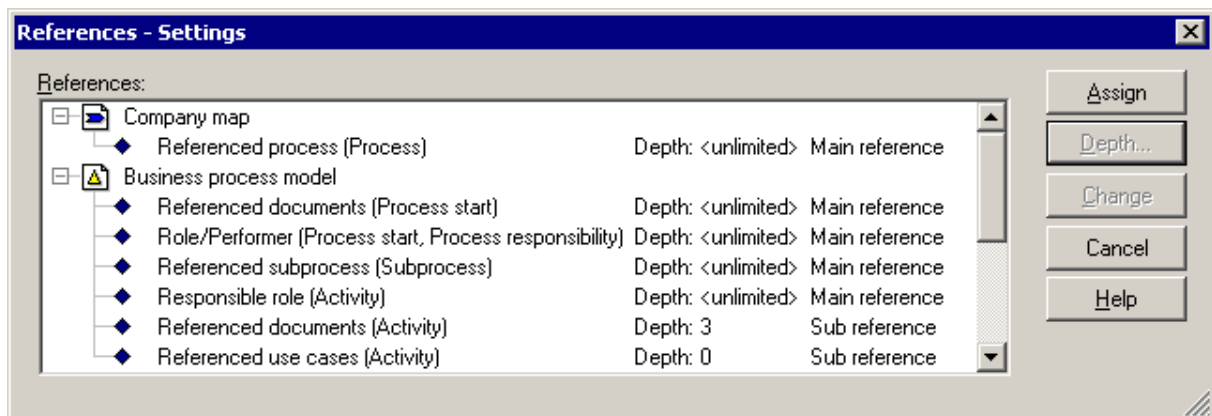 References - Settings
References:
Company map
Referenced process (Process) Depth: <unlimited> Main reference
Business process model
Referenced documents (Process start) Depth: <unlimited> Main reference
Role/Performer (Process start, Process responsibility) Depth: <unlimited> Main reference
Referenced subprocess (Subprocess) Depth: <unlimited> Main reference
Responsible role (Activity) Depth: <unlimited> Main reference
Referenced documents (Activity) Depth: 3 Sub reference
Referenced use cases (Activity) Depth: 0 Sub reference
Assign
Depth...
Change
Cancel
Help